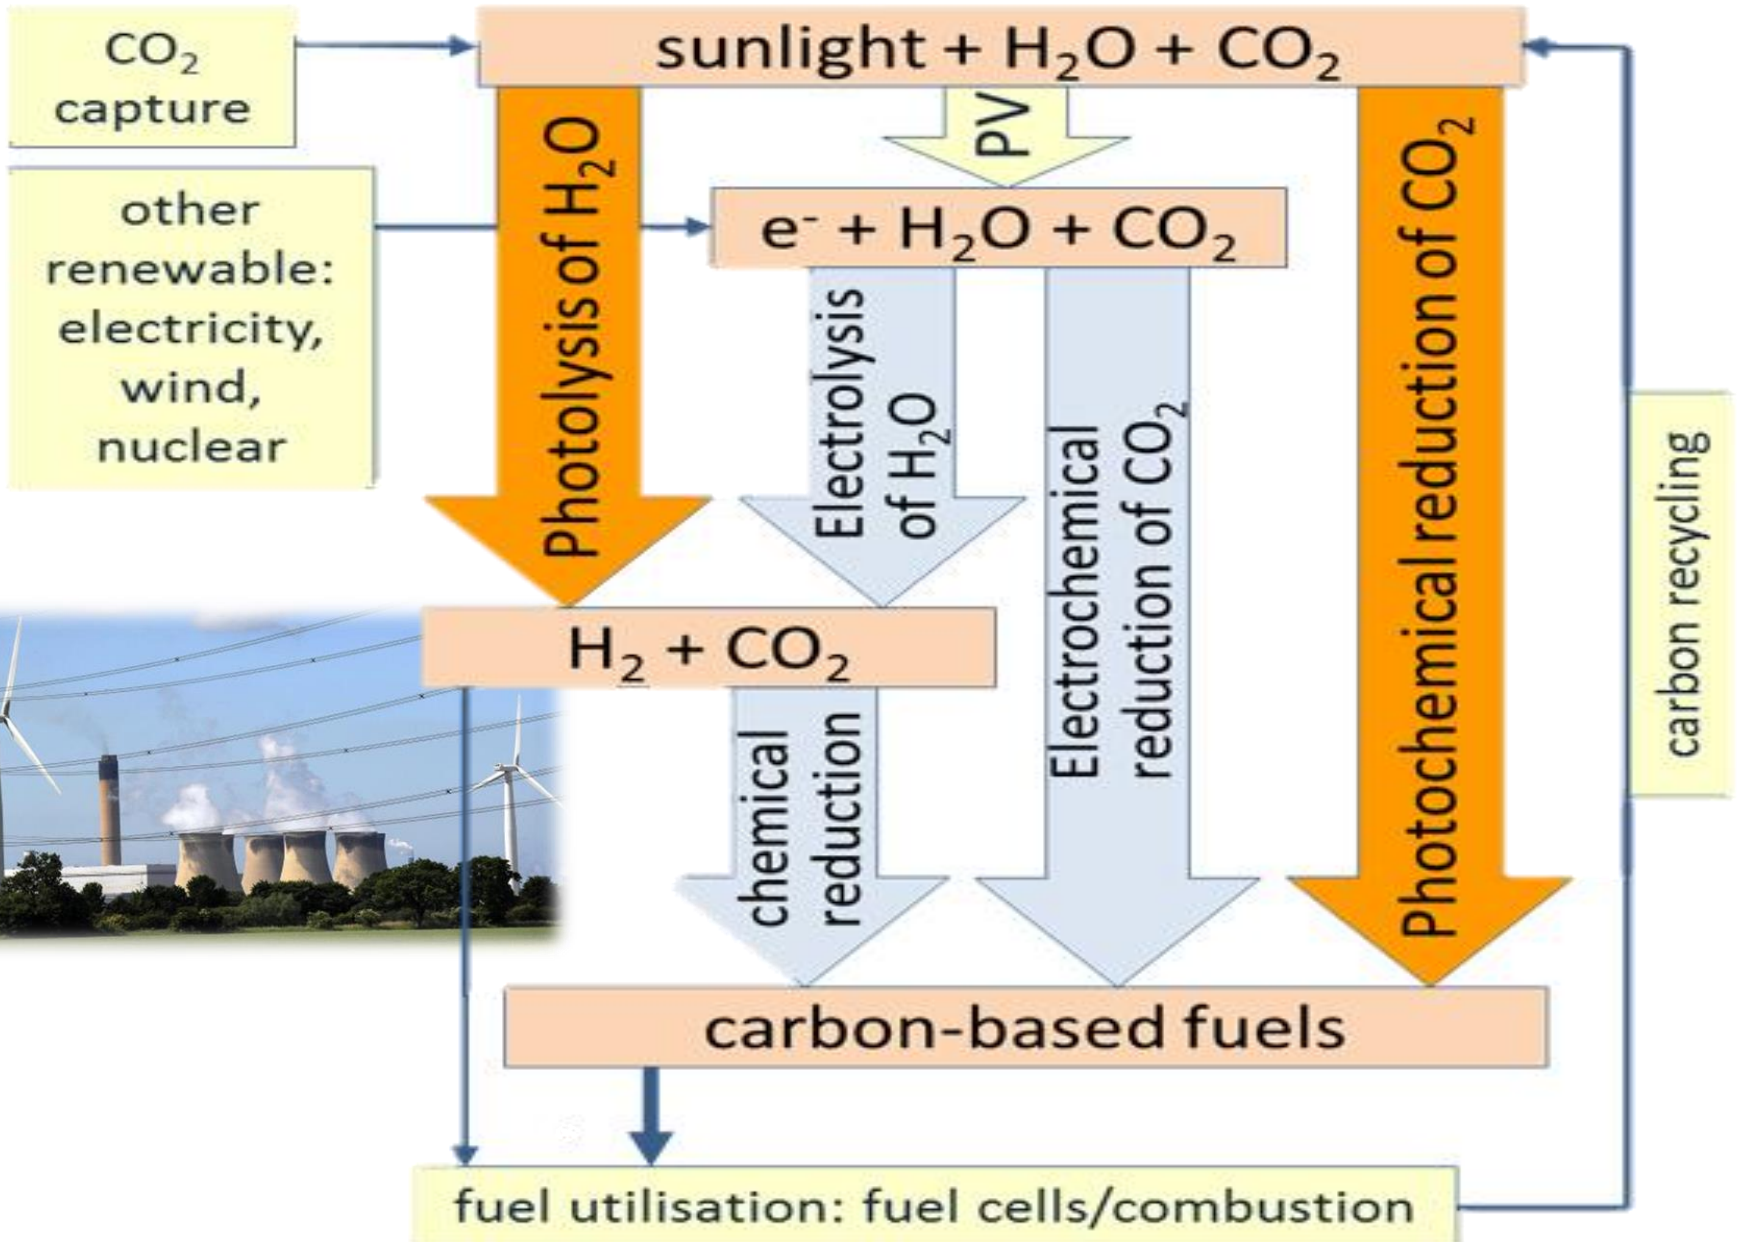 CO₂
capture
sunlight + H₂O + CO₂
PV
other
renewable:
electricity,
wind,
nuclear
e⁻ + H₂O + CO₂
Photolysis of H₂O
Electrolysis
of H₂O
Electrochemical
reduction of CO₂
Photochemical reduction of CO₂
carbon recycling
H₂ + CO₂
chemical
reduction
carbon-based fuels
fuel utilisation: fuel cells/combustion